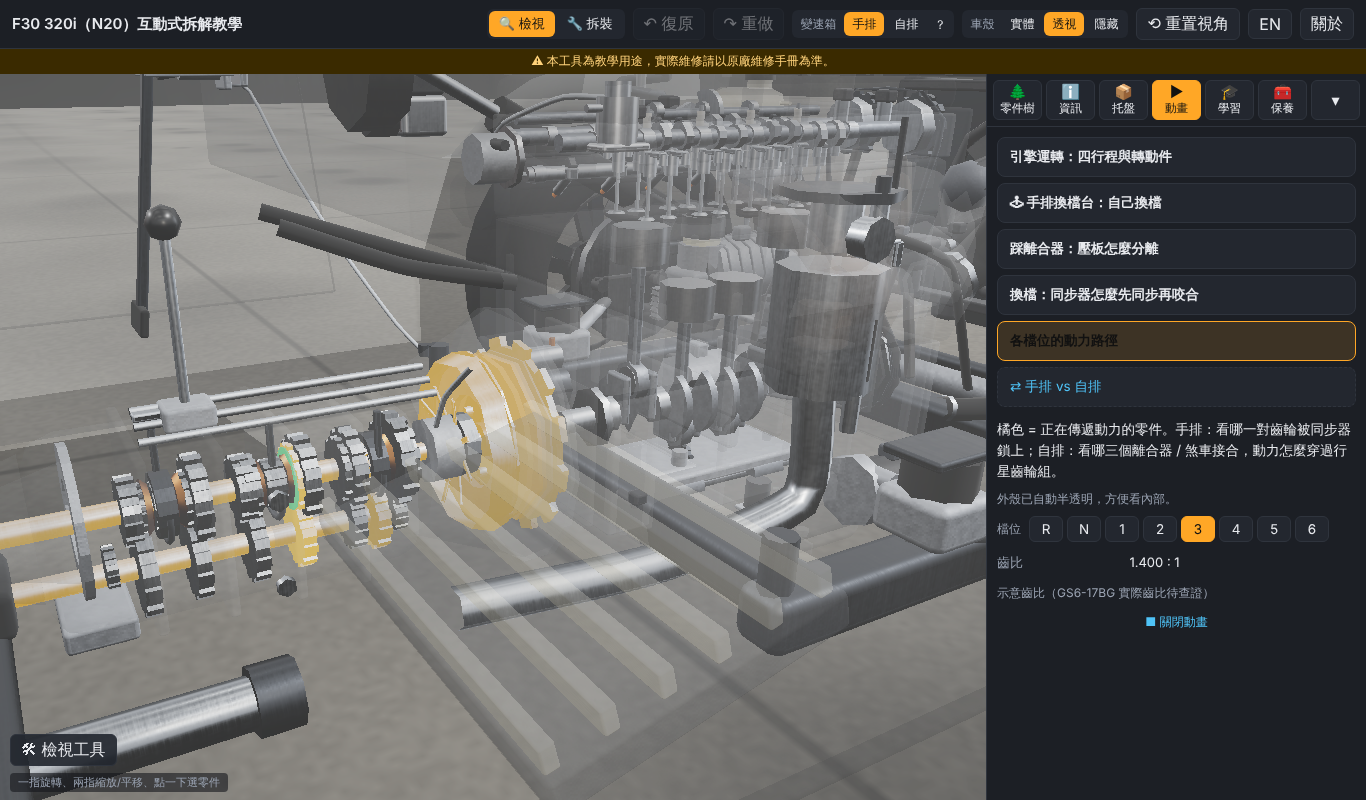 F30 320i（N20）互動式拆解教學
🔍 檢視 🔧 拆裝 ↶ 復原 ↷ 重做 變速箱 手排 自排 ? 車殼 實體 透視 隱藏 ⟲ 重置視角 EN 關於
⚠ 本工具為教學用途，實際維修請以原廠維修手冊為準。
零件樹 資訊 托盤 動畫 學習 保養 ▼
引擎運轉：四行程與轉動件
🕹 手排換檔台：自己換檔
踩離合器：壓板怎麼分離
換檔：同步器怎麼先同步再咬合
各檔位的動力路徑
⇄ 手排 vs 自排
橘色 = 正在傳遞動力的零件。手排：看哪一對齒輪被同步器
鎖上；自排：看哪三個離合器 / 煞車接合，動力怎麼穿過行
星齒輪組。
外殼已自動半透明，方便看內部。
檔位 R N 1 2 3 4 5 6
齒比 1.400 : 1
示意齒比（GS6-17BG 實際齒比待查證）
■ 關閉動畫
🛠 檢視工具
一指旋轉、兩指縮放/平移、點一下選零件